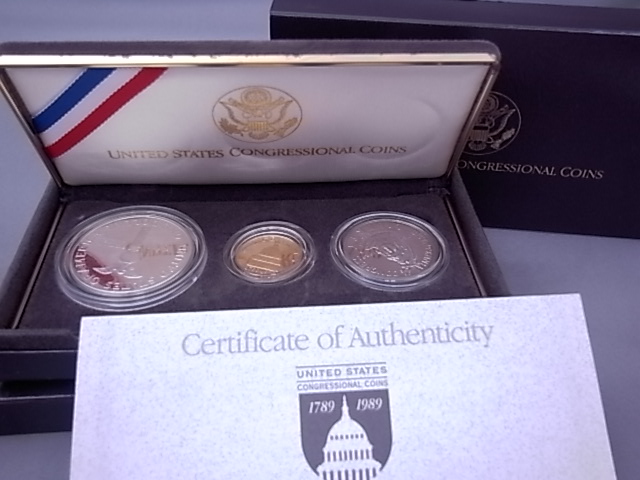 UNITED STATES CONGRESSIONAL COINS
CONGRESSIONAL COINS
Certificate of Authenticity
UNITED STATES
CONGRESSIONAL COINS
1789 1989